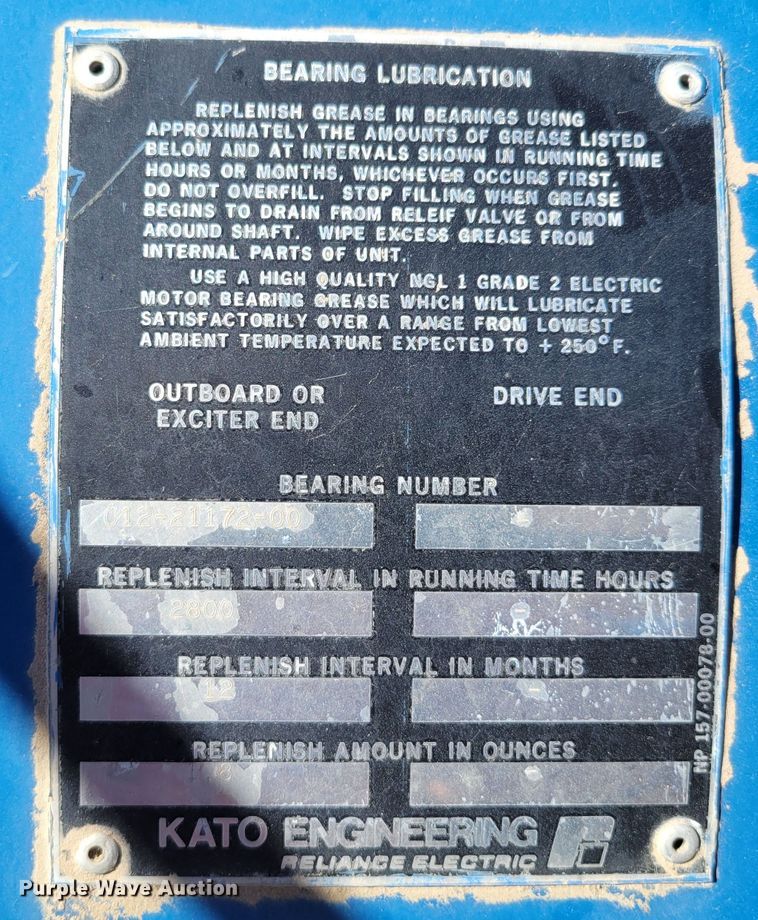 BEARING LUBRICATION
REPLENISH GREASE IN BEARINGS USING
APPROXIMATELY THE AMOUNTS OF GREASE LISTED
BELOW AND AT INTERVALS SHOWN IN RUNNING TIME
HOURS OR MONTHS, WHICHEVER OCCURS FIRST.
DO NOT OVERFILL. STOP FILLING WHEN GREASE
BEGINS TO DRAIN FROM RELEIF VALVE OR FROM
AROUND SHAFT. WIPE EXCESS GREASE FROM
INTERNAL PARTS OF UNIT.
USE A HIGH QUALITY NGL 1 GRADE 2 ELECTRIC
MOTOR BEARING GREASE WHICH WILL LUBRICATE
SATISFACTORILY OVER A RANGE FROM LOWEST
AMBIENT TEMPERATURE EXPECTED TO + 250°F.
OUTBOARD OR DRIVE END
EXCITER END
BEARING NUMBER
012-21172-00 -
REPLENISH INTERVAL IN RUNNING TIME HOURS
2800 -
REPLENISH INTERVAL IN MONTHS
12 -
REPLENISH AMOUNT IN OUNCES
KATO ENGINEERING
RELIANCE ELECTRIC
NP 157-00078-00
Purple Wave Auction